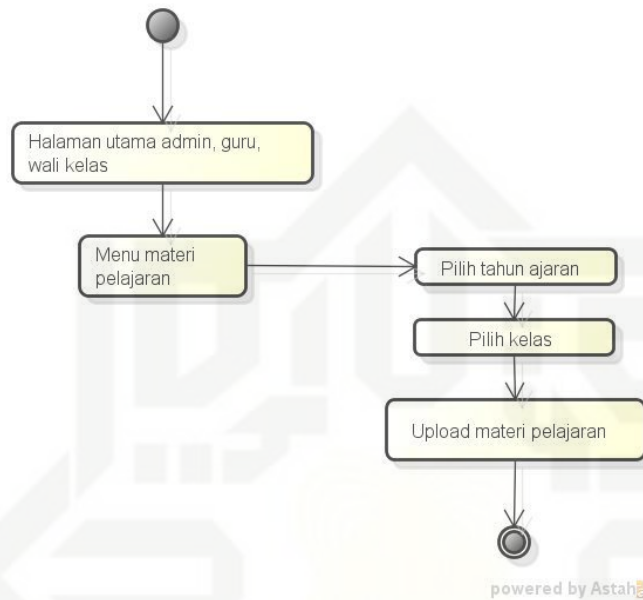 Halaman utama admin, guru,
wali kelas
Menu materi
pelajaran
Pilih tahun ajaran
Pilih kelas
Upload materi pelajaran
powered by Astah